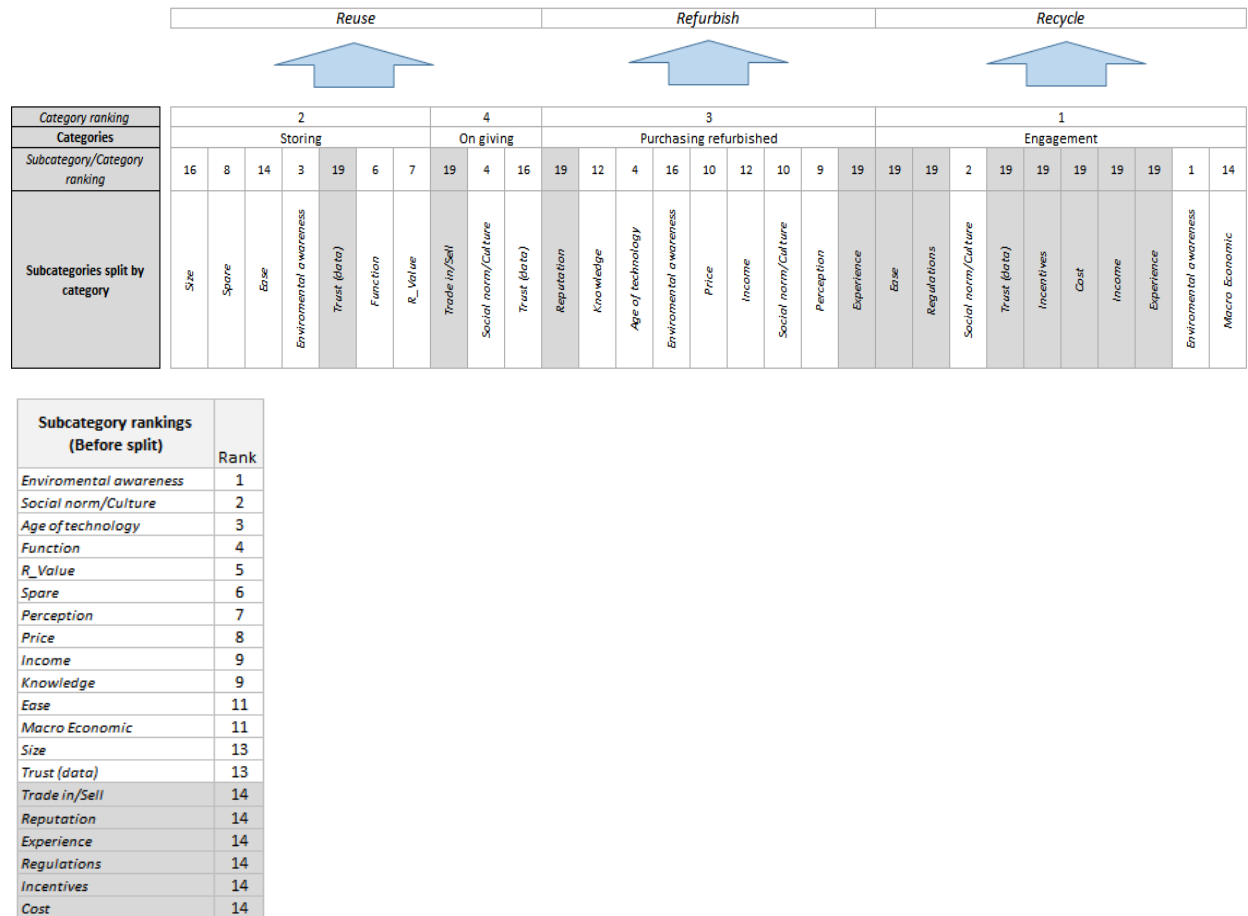 Reuse Refurbish Recycle
Category ranking 2 4 3 1
Categories Storing On giving Purchasing refurbished Engagement
Subcategory/Category ranking 16 8 14 3 19 6 7 19 4 16 19 12 4 16 10 12 10 9 19 19 19 2 19 19 19 19 19 1 14
Subcategories split by category Size Spare Ease Enviromental awareness Trust (data) Function R_Value Trade in/Sell Social norm/Culture Trust (data) Reputation Knowledge Age of technology Enviromental awareness Price Income Social norm/Culture Perception Experience Ease Regulations Social norm/Culture Trust (data) Incentives Cost Income Experience Enviromental awareness Macro Economic
Subcategory rankings
(Before split) Rank
Enviromental awareness 1
Social norm/Culture 2
Age of technology 3
Function 4
R_Value 5
Spare 6
Perception 7
Price 8
Income 9
Knowledge 9
Ease 11
Macro Economic 11
Size 13
Trust (data) 13
Trade in/Sell 14
Reputation 14
Experience 14
Regulations 14
Incentives 14
Cost 14